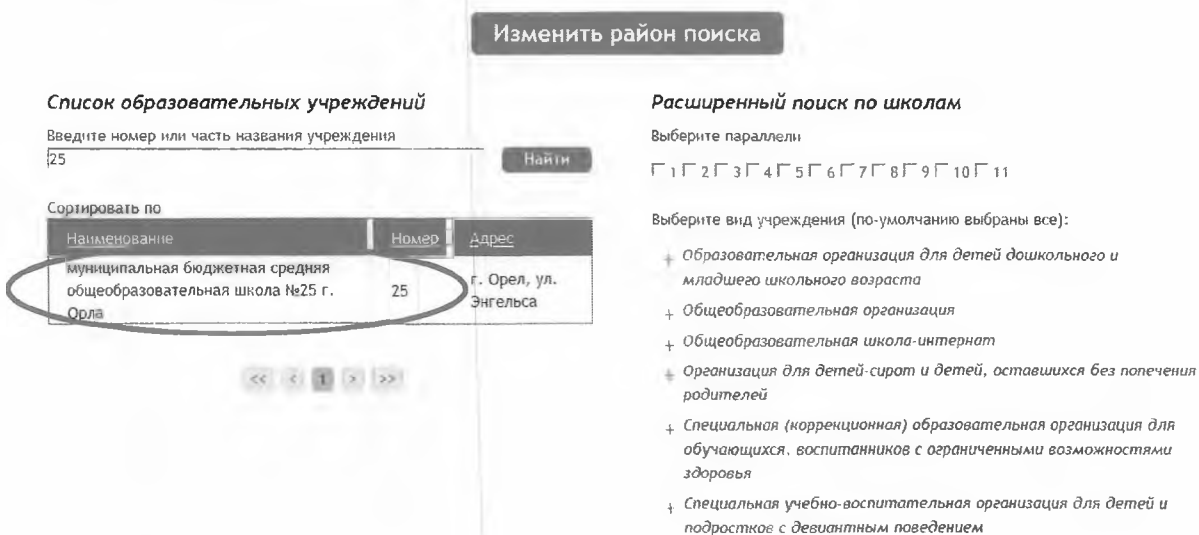 Изменить район поиска
Список образовательных учреждений
Введите номер или часть названия учреждения
25
Найти
Сортировать по
Наименование Номер Адрес
муниципальная бюджетная средняя
общеобразовательная школа №25 г.
Орла
25
г. Орел, ул.
Энгельса
<< < 1 > >>
Расширенный поиск по школам
Выберите параллели
1 2 3 4 5 6 7 8 9 10 11
Выберите вид учреждения (по-умолчанию выбраны все):
+ Образовательная организация для детей дошкольного и
младшего школьного возраста
+ Общеобразовательная организация
+ Общеобразовательная школа-интернат
+ Организация для детей-сирот и детей, оставшихся без попечения
родителей
+ Специальная (коррекционная) образовательная организация для
обучающихся, воспитанников с ограниченными возможностями
здоровья
+ Специальная учебно-воспитательная организация для детей и
подростков с девиантным поведением